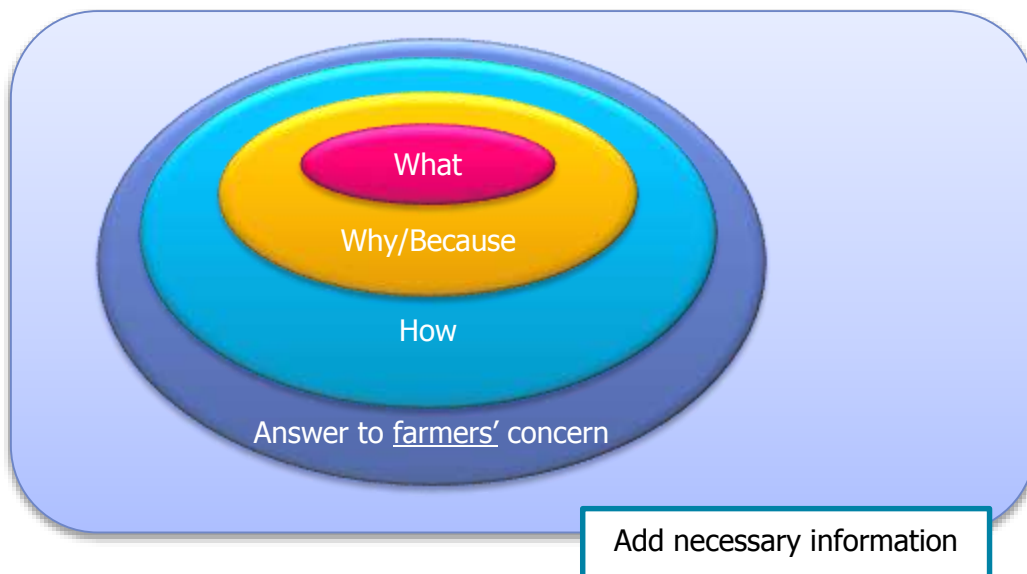 What
Why/Because
How
Answer to farmers’ concern
Add necessary information